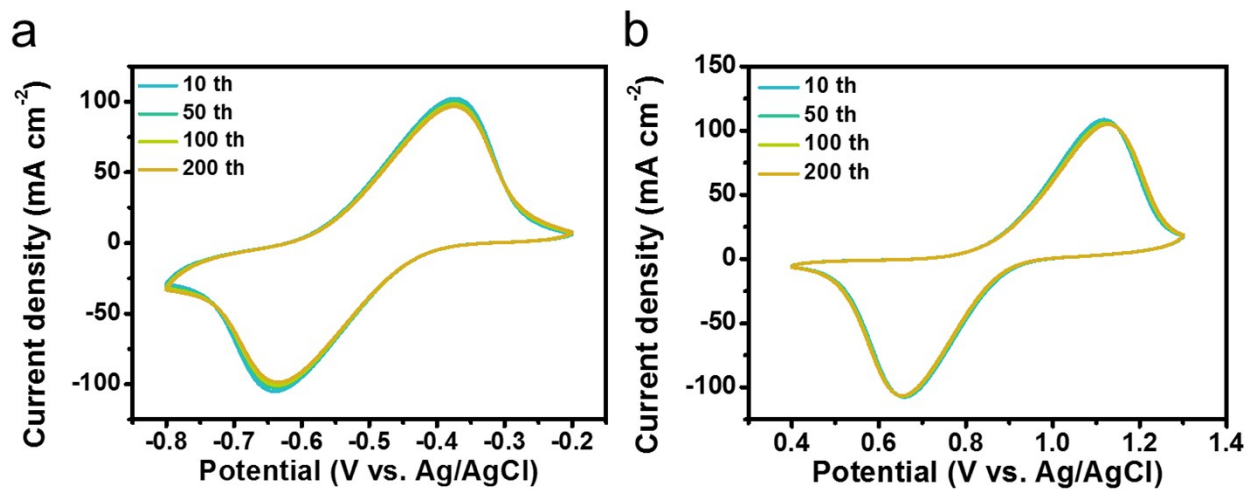 a
10 th
50 th
100 th
200 th
100
50
0
-50
-100
Current density (mA cm⁻²)
-0.8 -0.7 -0.6 -0.5 -0.4 -0.3 -0.2
Potential (V vs. Ag/AgCl)
b
10 th
50 th
100 th
200 th
150
100
50
0
-50
-100
Current density (mA cm⁻²)
0.4 0.6 0.8 1.0 1.2 1.4
Potential (V vs. Ag/AgCl)